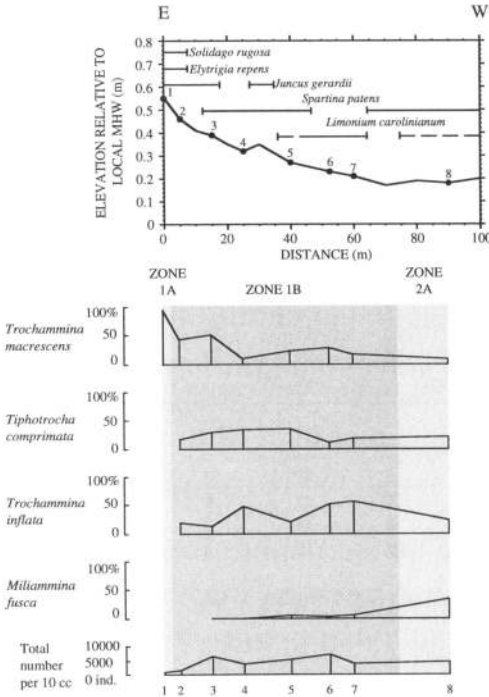 E W
ELEVATION RELATIVE TO
LOCAL MHW (m)
0.8
0.7
0.6
0.5
0.4
0.3
0.2
0.1
0
Solidago rugosa
Elytrigia repens
Juncus gerardii
Spartina patens
Limonium carolinianum
1 2 3 4 5 6 7 8
0 20 40 60 80 100
DISTANCE (m)
ZONE
1A
ZONE 1B
ZONE
2A
Trochammina
macrescens
100%
50
0
Tiphotrocha
comprimata
100%
50
0
Trochammina
inflata
100%
50
0
Miliammina
fusca
100%
50
0
Total
number
per 10 cc
10000
5000
0 ind.
1 2 3 4 5 6 7 8